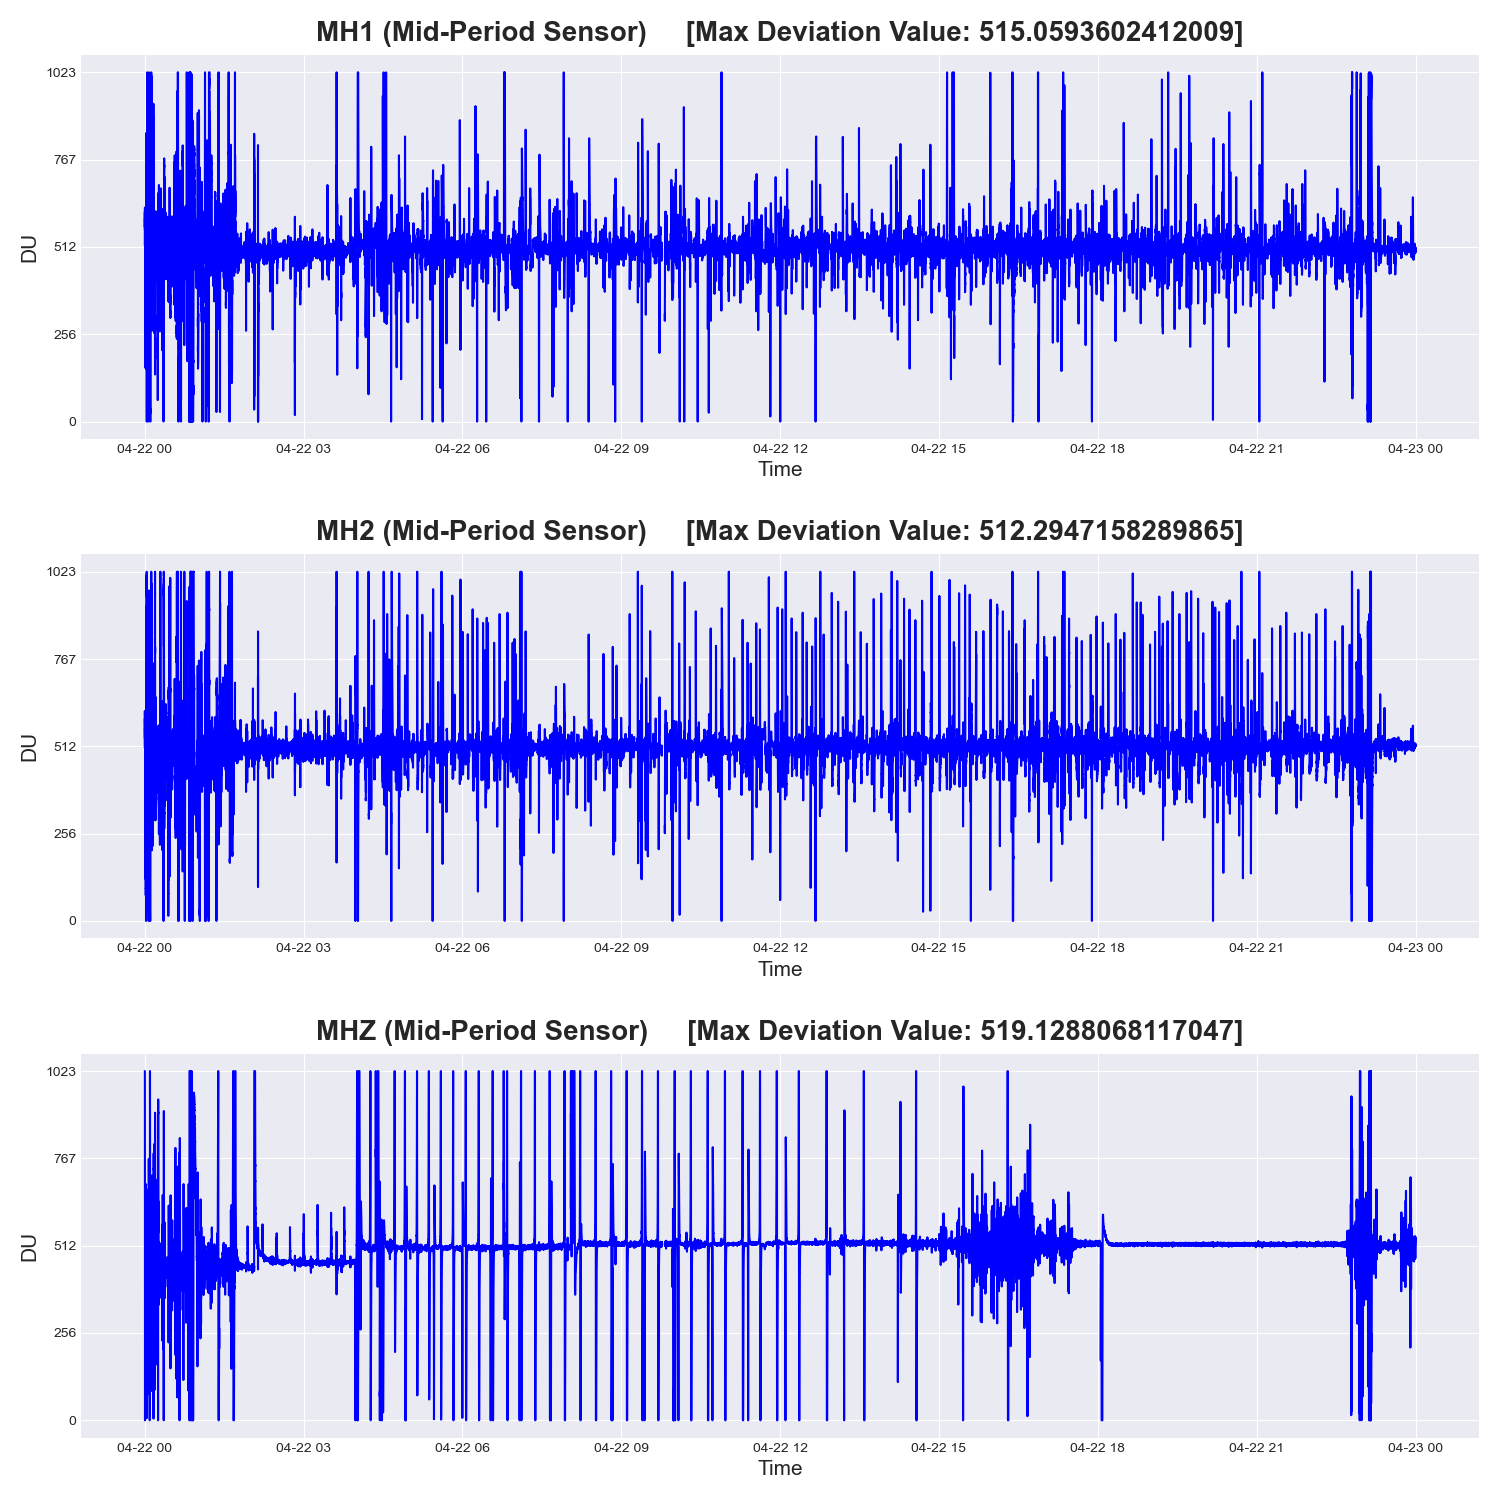 MH1 (Mid-Period Sensor) [Max Deviation Value: 515.0593602412009]
1023
767
512
256
0
DU
04-22 00 04-22 03 04-22 06 04-22 09 04-22 12 04-22 15 04-22 18 04-22 21 04-23 00
Time
MH2 (Mid-Period Sensor) [Max Deviation Value: 512.2947158289865]
1023
767
512
256
0
DU
04-22 00 04-22 03 04-22 06 04-22 09 04-22 12 04-22 15 04-22 18 04-22 21 04-23 00
Time
MHZ (Mid-Period Sensor) [Max Deviation Value: 519.1288068117047]
1023
767
512
256
0
DU
04-22 00 04-22 03 04-22 06 04-22 09 04-22 12 04-22 15 04-22 18 04-22 21 04-23 00
Time